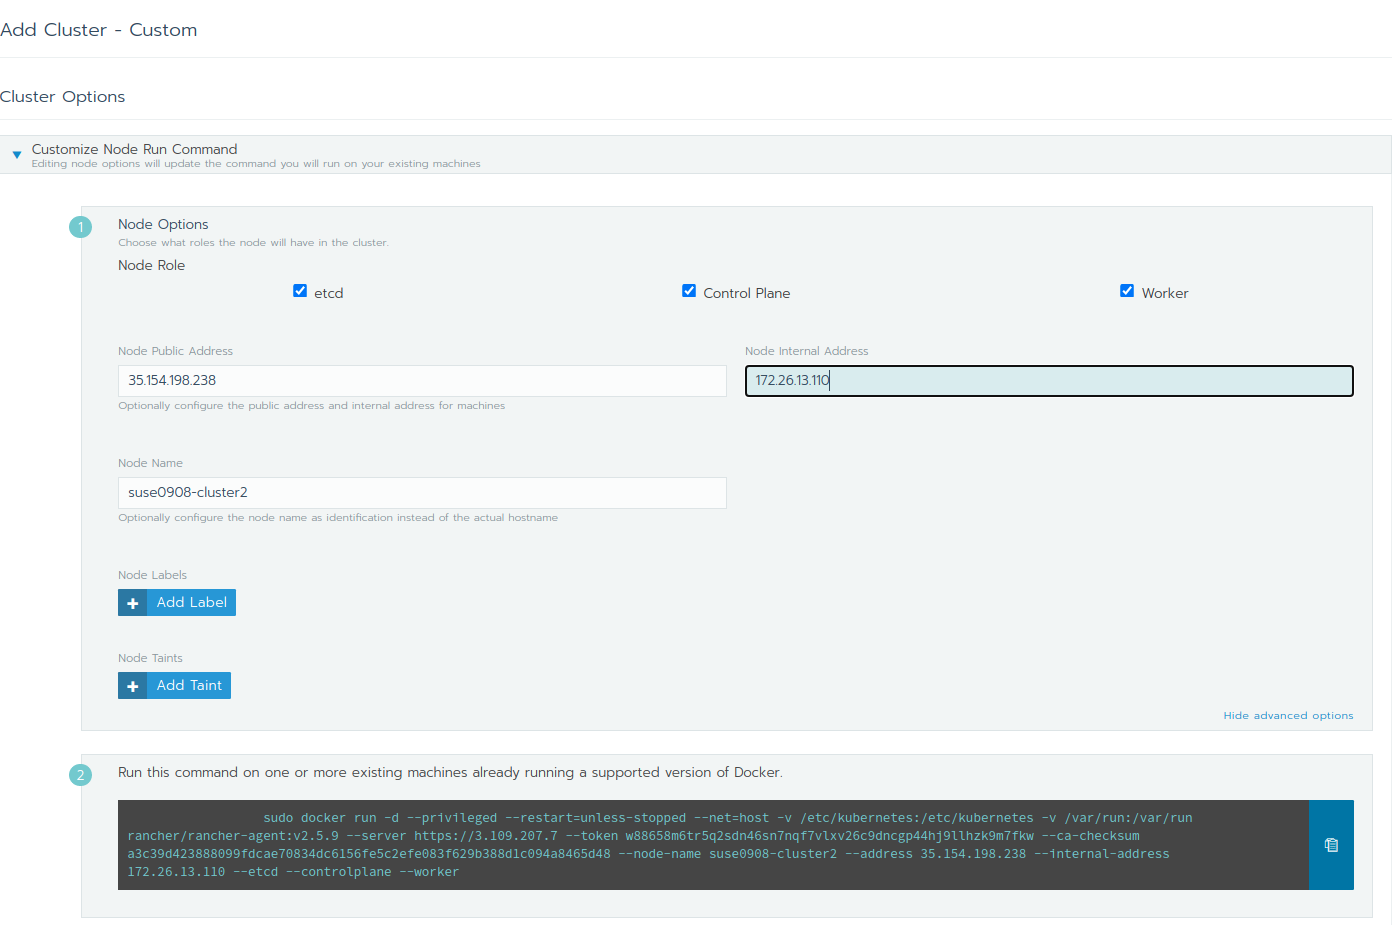 Add Cluster - Custom
Cluster Options
Customize Node Run Command
Editing node options will update the command you will run on your existing machines
1
Node Options
Choose what roles the node will have in the cluster.
Node Role
etcd
Control Plane
Worker
Node Public Address
Node Internal Address
35.154.198.238
172.26.13.110
Optionally configure the public address and internal address for machines
Node Name
suse0908-cluster2
Optionally configure the node name as identification instead of the actual hostname
Node Labels
Add Label
Node Taints
Add Taint
Hide advanced options
2
Run this command on one or more existing machines already running a supported version of Docker.
sudo docker run -d --privileged --restart=unless-stopped --net=host -v /etc/kubernetes:/etc/kubernetes -v /var/run:/var/run
rancher/rancher-agent:v2.5.9 --server https://3.109.207.7 --token w88658m6tr5q2sdn46sn7nqf7vlxv26c9dncgp44hj9llhzk9m7fkw --ca-checksum
a3c39d423888099fdcae70834dc6156fe5c2efe083f629b388d1c094a8465d48 --node-name suse0908-cluster2 --address 35.154.198.238 --internal-address
172.26.13.110 --etcd --controlplane --worker